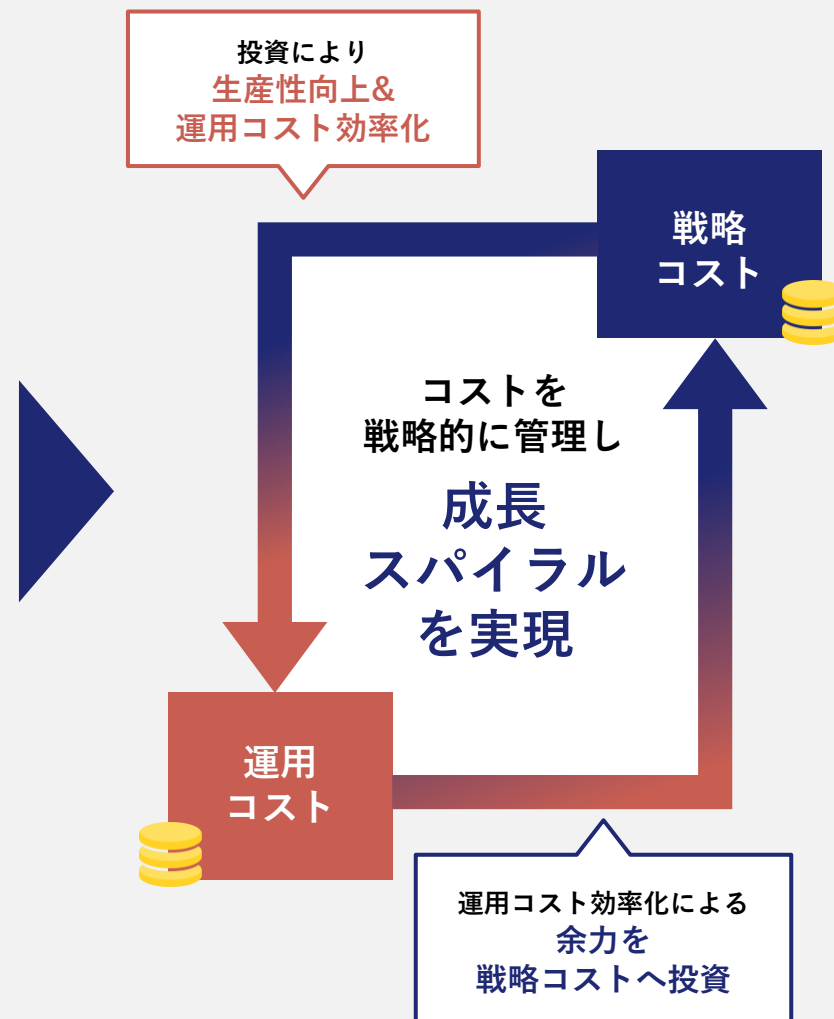 投資により
生産性向上&
運用コスト効率化
戦略
コスト
コストを
戦略的に管理し
成長
スパイラル
を実現
運用
コスト
運用コスト効率化による
余力を
戦略コストへ投資